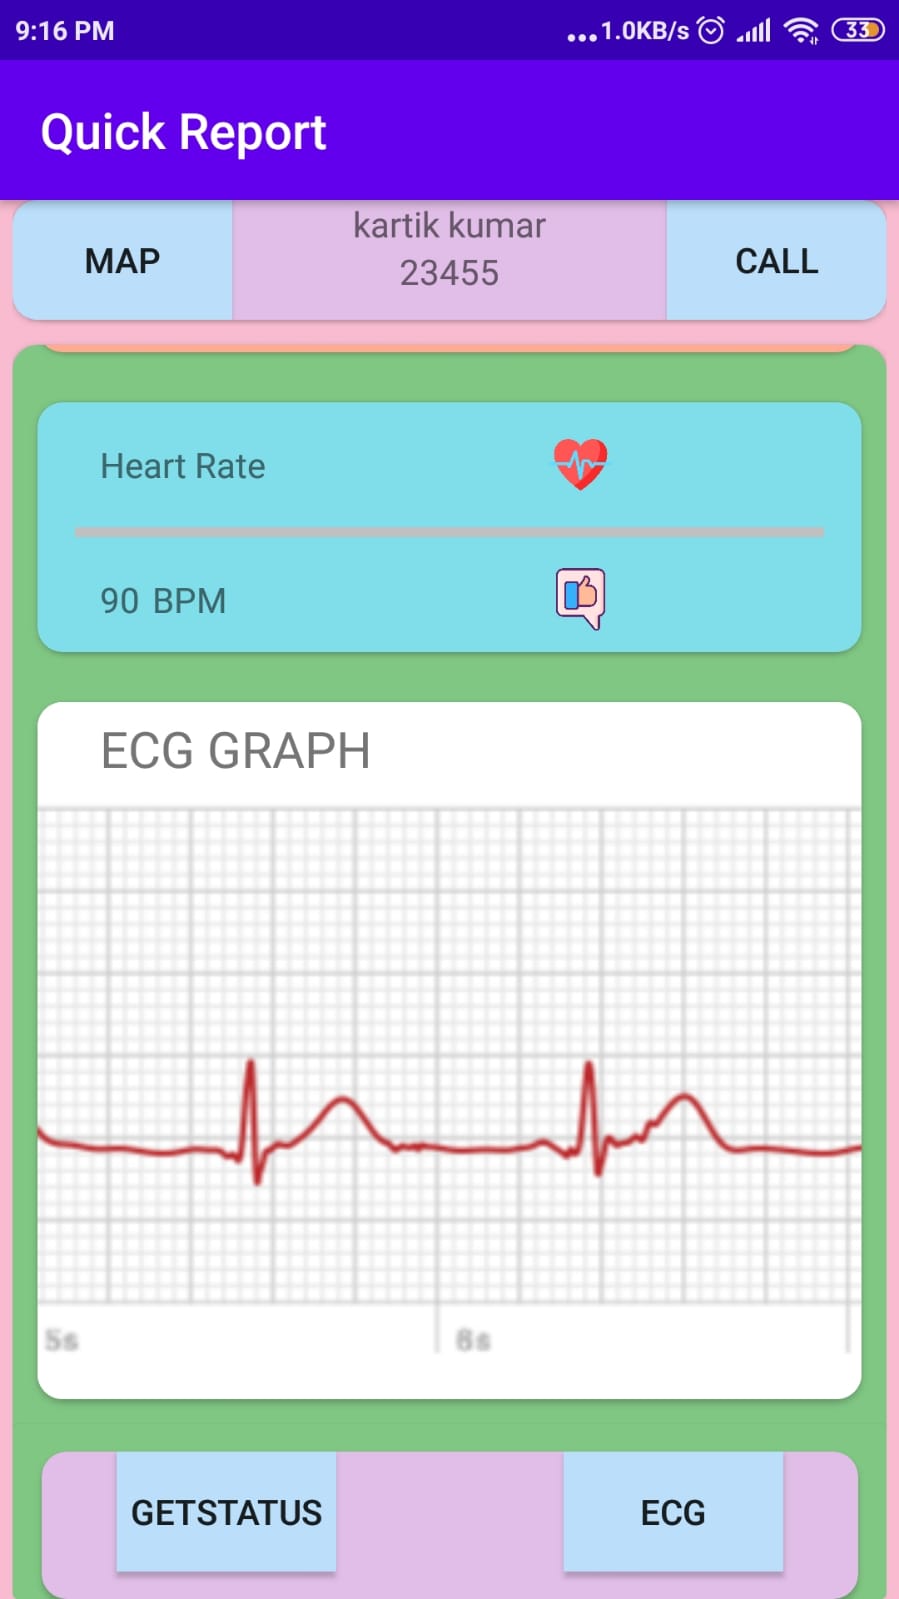 9:16 PM
...1.0KB/s
33
Quick Report
MAP
kartik kumar
23455
CALL
Heart Rate
90 BPM
ECG GRAPH
5s
6s
GETSTATUS
ECG